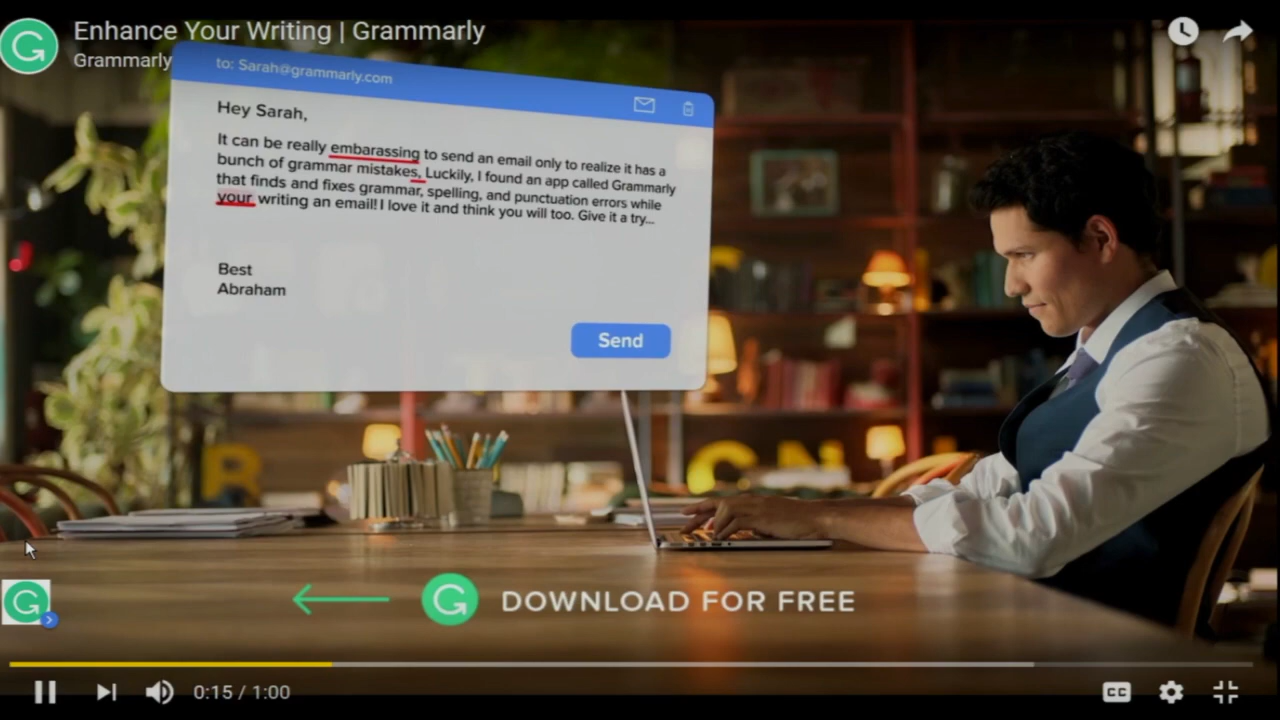 Enhance Your Writing | Grammarly
Grammarly
to: Sarah@grammarly.com
Hey Sarah,
It can be really embarassing to send an email only to realize it has a
bunch of grammar mistakes, Luckily, I found an app called Grammarly
that finds and fixes grammar, spelling, and punctuation errors while
your writing an email! I love it and think you will too. Give it a try...
Best
Abraham
Send
DOWNLOAD FOR FREE
0:15 / 1:00
CC